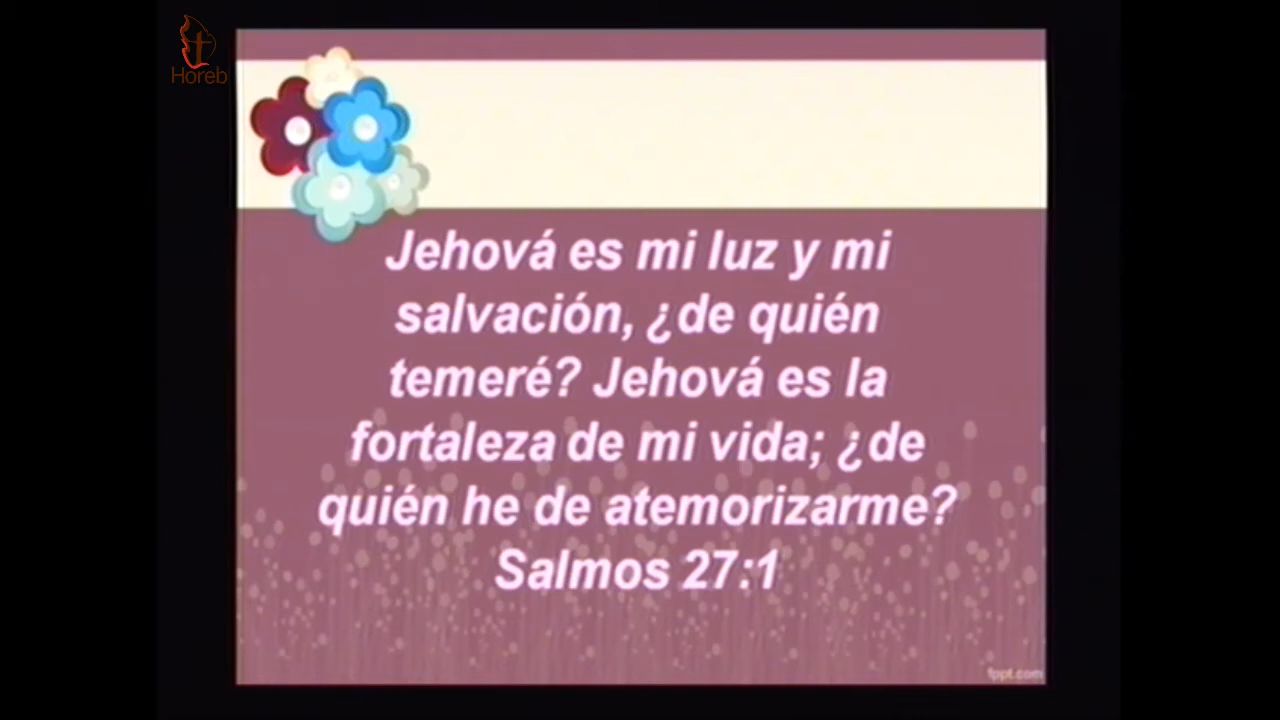 Horeb
Jehová es mi luz y mi
salvación, ¿de quién
temeré? Jehová es la
fortaleza de mi vida; ¿de
quién he de atemorizarme?
Salmos 27:1
fppt.com